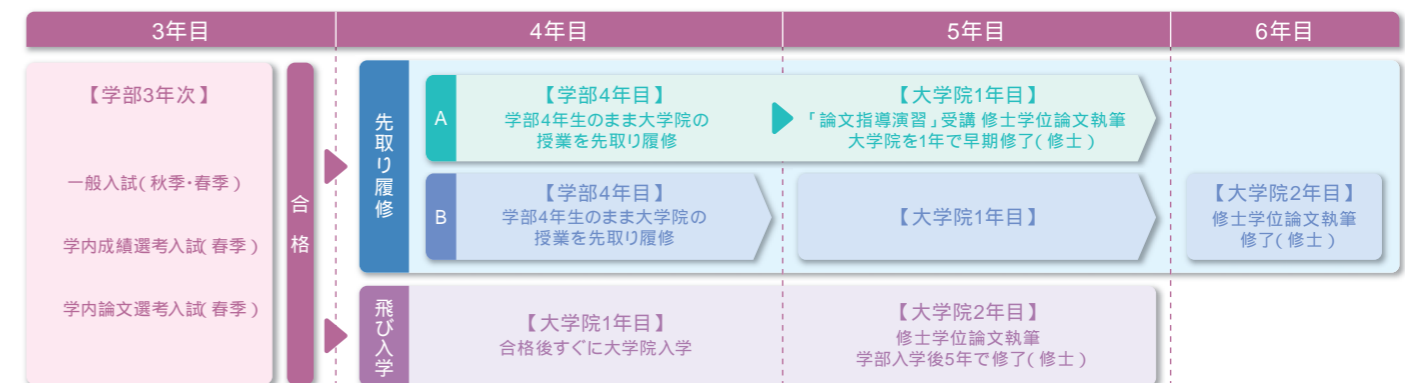 3年目
4年目
5年目
6年目
【学部3年次】
一般入試(秋季・春季)
学内成績選考入試(春季)
学内論文選考入試(春季)
合格
先取り履修
A
【学部4年目】
学部4年生のまま大学院の
授業を先取り履修
【大学院1年目】
「論文指導演習」受講 修士学位論文執筆
大学院を1年で早期修了(修士)
B
【学部4年目】
学部4年生のまま大学院の
授業を先取り履修
【大学院1年目】
【大学院2年目】
修士学位論文執筆
修了(修士)
飛び入学
【大学院1年目】
合格後すぐに大学院入学
【大学院2年目】
修士学位論文執筆
学部入学後5年で修了(修士)